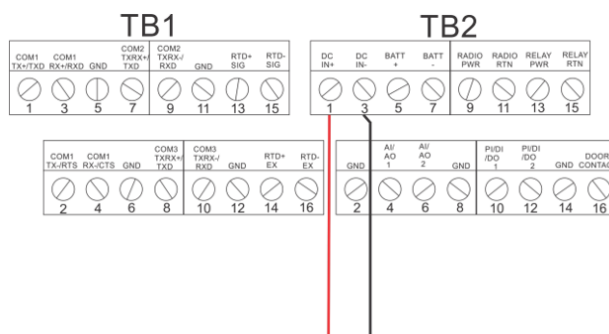 TB1 TB2
COM1 TX+/TXD COM1 RX+/RXD GND COM2 TXRX+/TXD COM2 TXRX-/RXD GND RTD+ SIG RTD- SIG
1 3 5 7 9 11 13 15
DC IN+ DC IN- BATT + BATT - RADIO PWR RADIO RTN RELAY PWR RELAY RTN
1 3 5 7 9 11 13 15
COM1 TX-/RTS COM1 RX-/CTS GND COM3 TXRX+/TXD COM3 TXRX-/RXD GND RTD+ EX RTD- EX
2 4 6 8 10 12 14 16
GND AI/AO 1 AI/AO 2 GND PI/DI/DO 1 PI/DI/DO 2 GND DOOR CONTACT
2 4 6 8 10 12 14 16